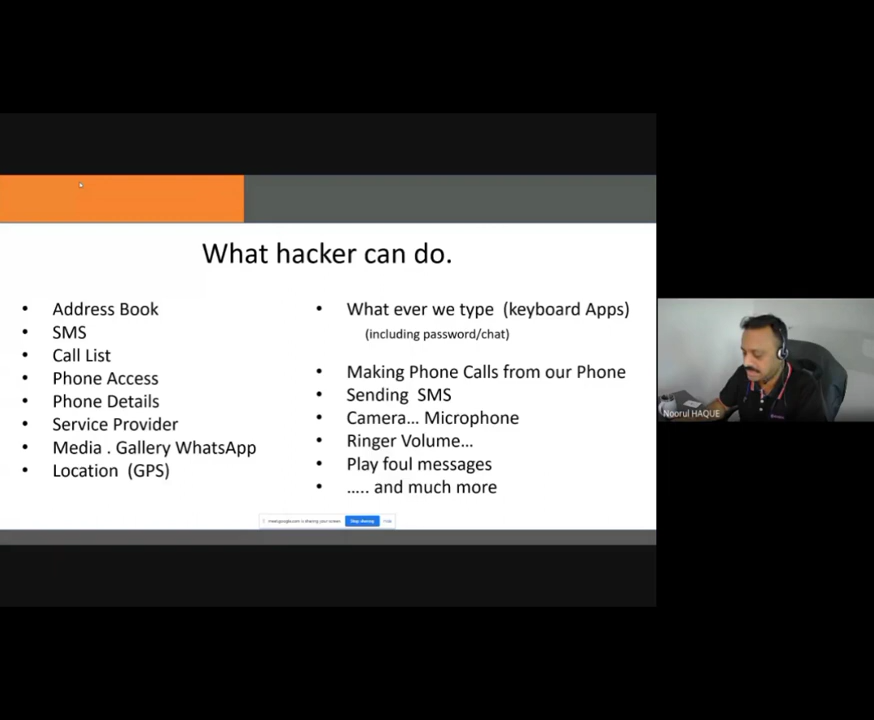 What hacker can do.
Address Book
SMS
Call List
Phone Access
Phone Details
Service Provider
Media . Gallery WhatsApp
Location (GPS)
What ever we type (keyboard Apps)
(including password/chat)
Making Phone Calls from our Phone
Sending SMS
Camera... Microphone
Ringer Volume...
Play foul messages
..... and much more
meet.google.com is sharing your screen.
Stop sharing
Hide
Noorul HAQUE